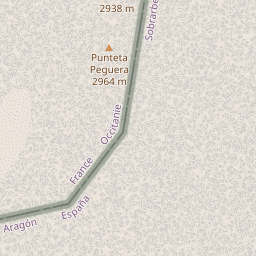 2938 m
Sobrarbe
Punteta
Peguera
2964 m
Occitanie
France
España
Aragón